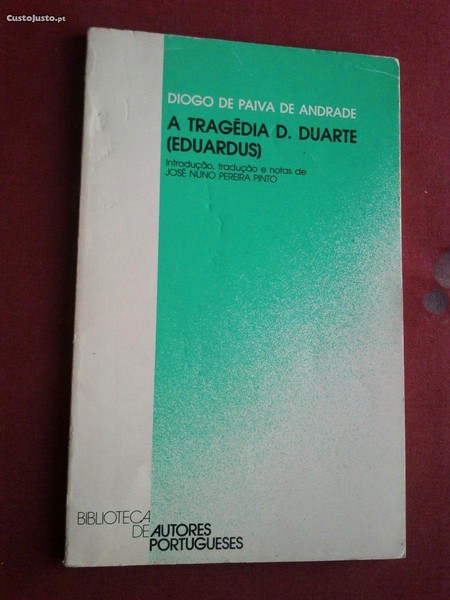 CustoJusto.pt
DIOGO DE PAIVA DE ANDRADE
A TRAGÉDIA D. DUARTE
(EDUARDUS)
Introdução, tradução e notas de
JOSÉ NUNO PEREIRA PINTO
BIBLIOTECA
DE AUTORES
PORTUGUESES